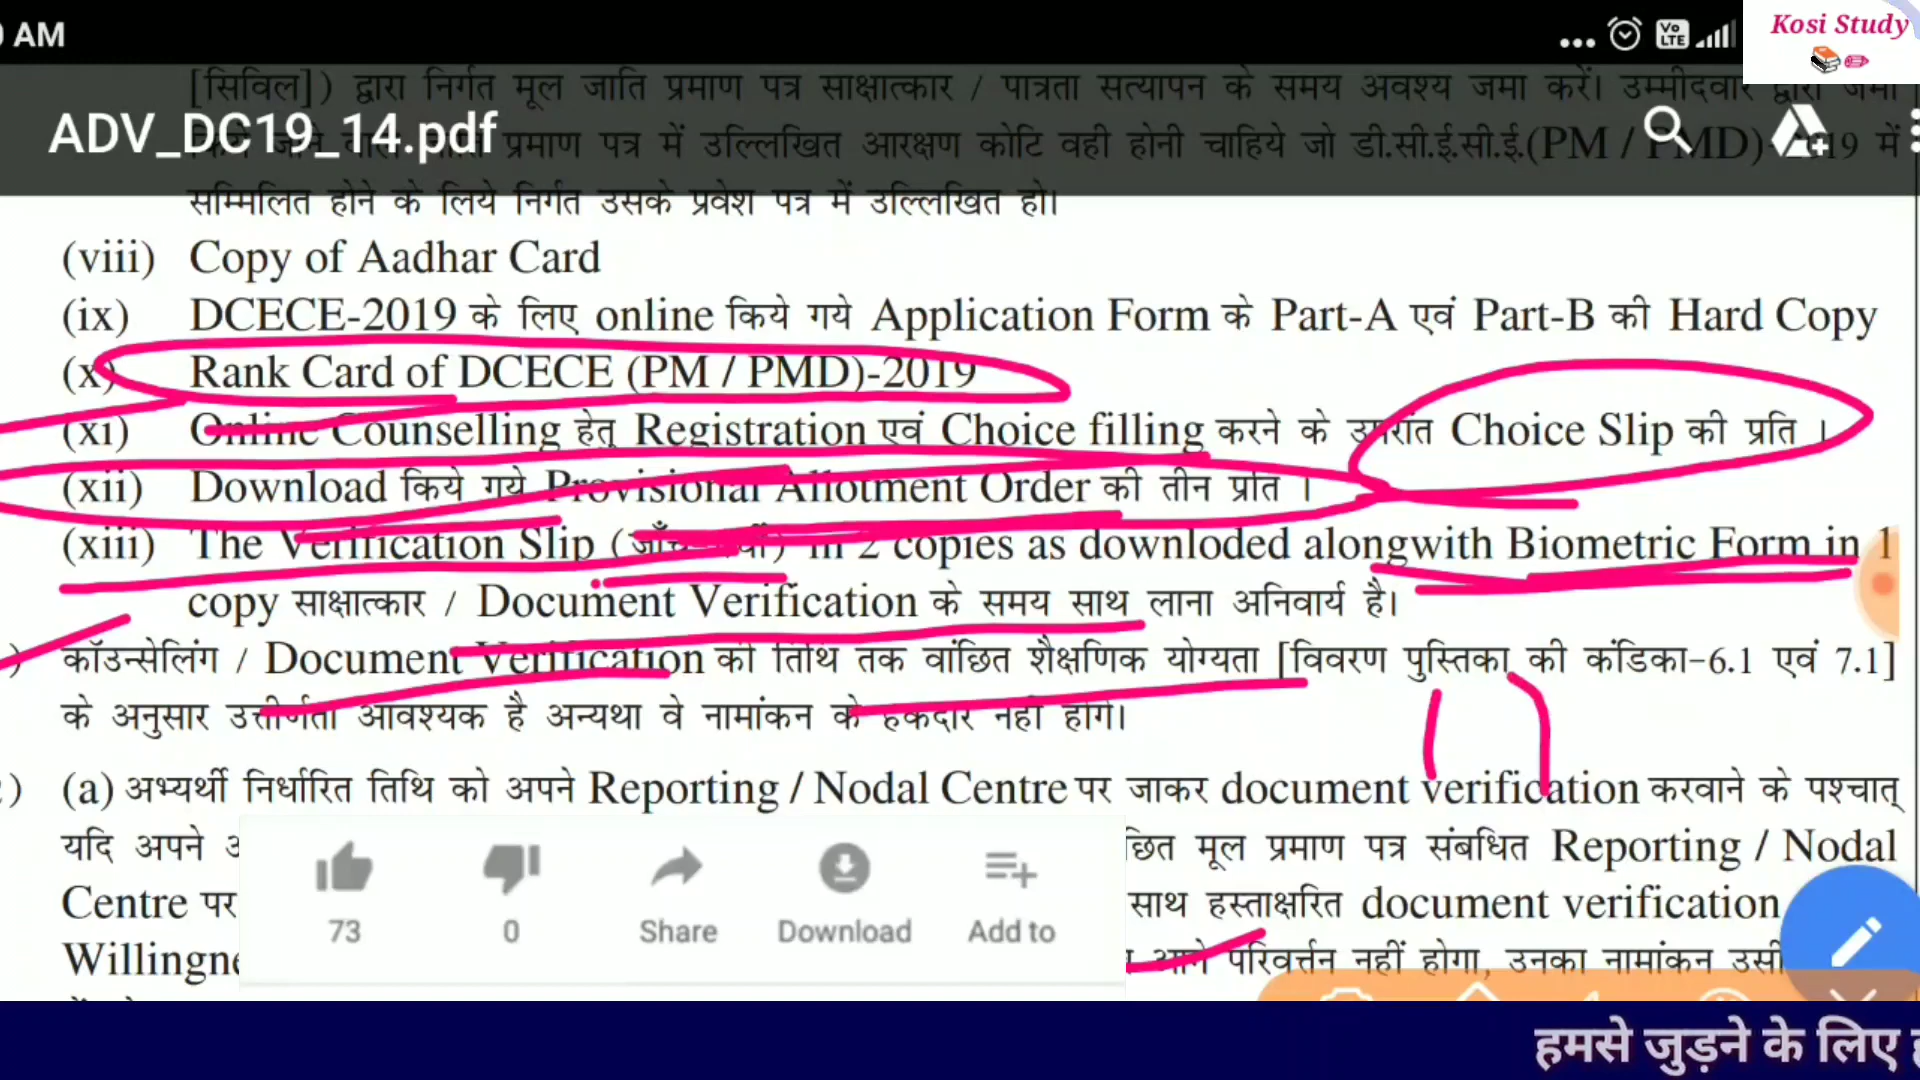 AM
Kosi Study
[सिविल]) द्वारा निर्गत मूल जाति प्रमाण पत्र साक्षात्कार / पात्रता सत्यापन के समय अवश्य जमा करें। उम्मीदवार द्वारा जमा
ADV_DC19_14.pdf
प्रमाण पत्र में उल्लिखित आरक्षण कोटि वही होनी चाहिये जो डी.सी.ई.सी.ई.(PM / PMD)-2019 में
सम्मिलित होने के लिये निर्गत उसके प्रवेश पत्र में उल्लिखित हो।
(viii) Copy of Aadhar Card
(ix) DCECE-2019 के लिए online किये गये Application Form के Part-A एवं Part-B की Hard Copy
(x) Rank Card of DCECE (PM / PMD)-2019
(xi) Online Counselling हेतु Registration एवं Choice filling करने के उपरांत Choice Slip की प्रति ।
(xii) Download किये गये Provisional Allotment Order की तीन प्रति ।
(xiii) The Verification Slip (जाँच पर्ची) in 2 copies as downloded alongwith Biometric Form in 1
copy साक्षात्कार / Document Verification के समय साथ लाना अनिवार्य है।
) कॉउन्सेलिंग / Document Verification की तिथि तक वांछित शैक्षणिक योग्यता [विवरण पुस्तिका की कंडिका-6.1 एवं 7.1]
के अनुसार उत्तीर्णता आवश्यक है अन्यथा वे नामांकन के हकदार नहीं होंगे।
) (a) अभ्यर्थी निर्धारित तिथि को अपने Reporting / Nodal Centre पर जाकर document verification करवाने के पश्चात्
यदि अपने
छित मूल प्रमाण पत्र संबधित Reporting / Nodal
Centre पर
साथ हस्ताक्षरित document verification
Willingne
आगे परिवर्त्तन नहीं होगा, उनका नामांकन उसी
73 0 Share Download Add to
हमसे जुड़ने के लिए